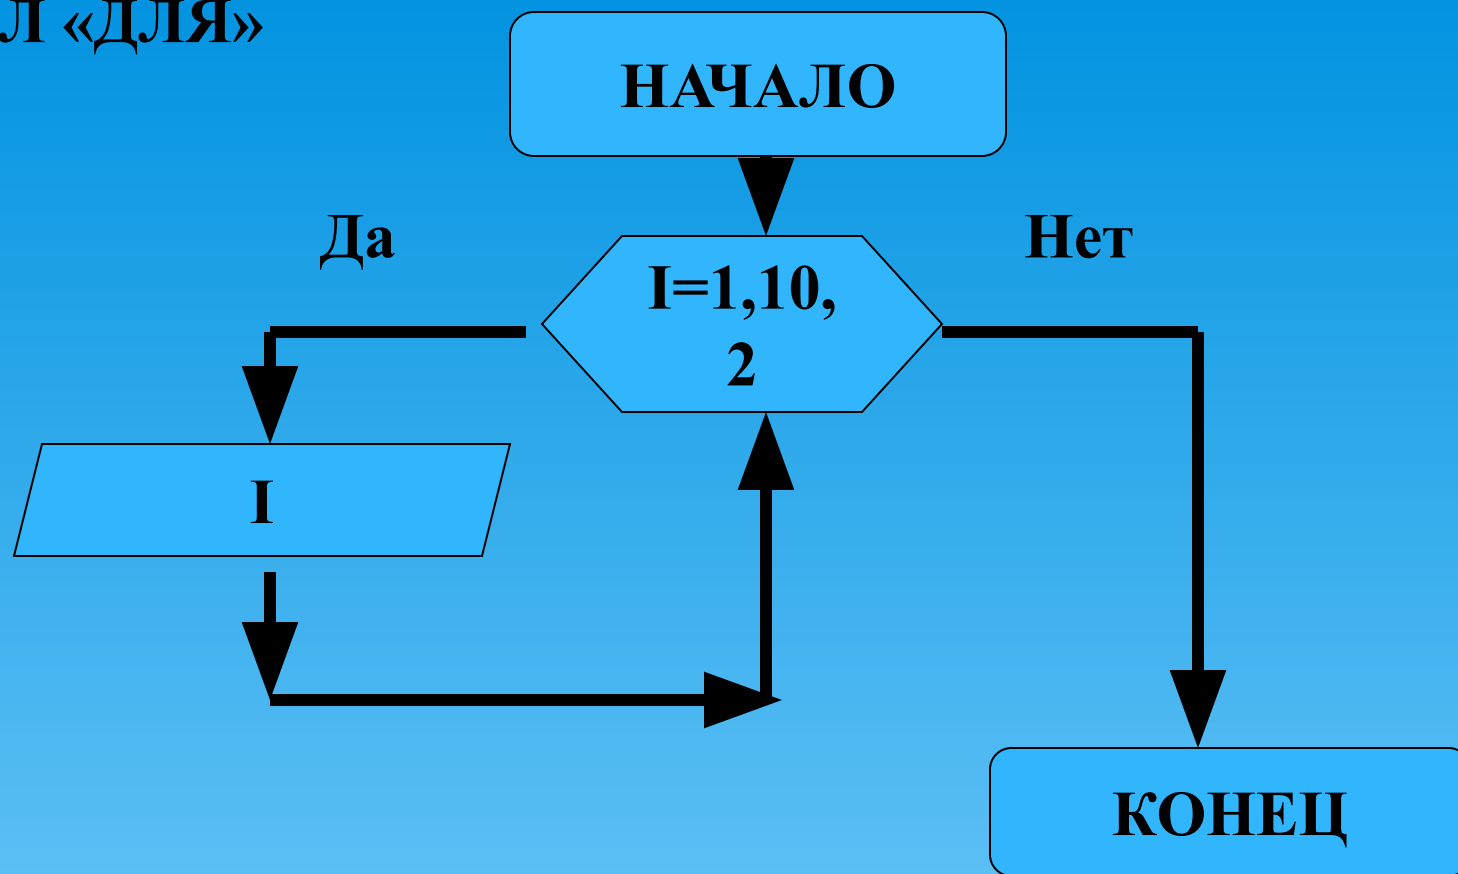 Л «ДЛЯ»
НАЧАЛО
Да
Нет
I=1,10,
2
I
КОНЕЦ